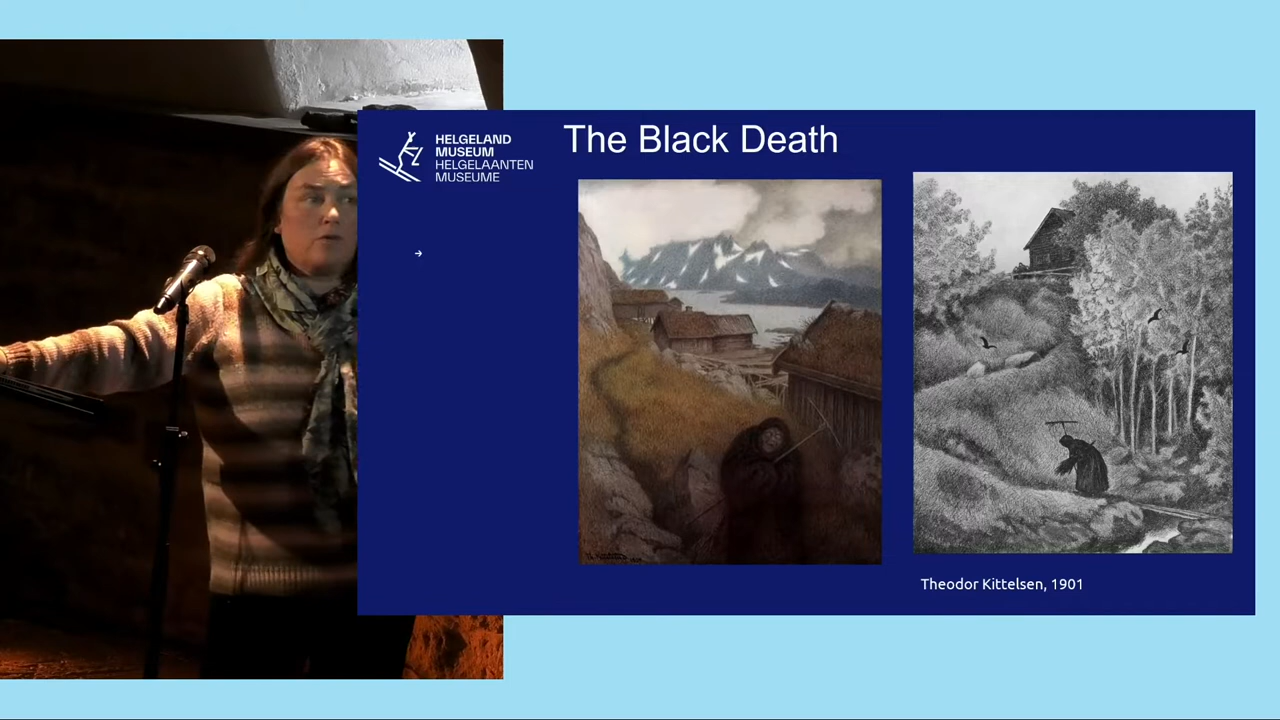 HELGELAND
MUSEUM
HELGELAANTEN
MUSEUME
The Black Death
Theodor Kittelsen, 1901